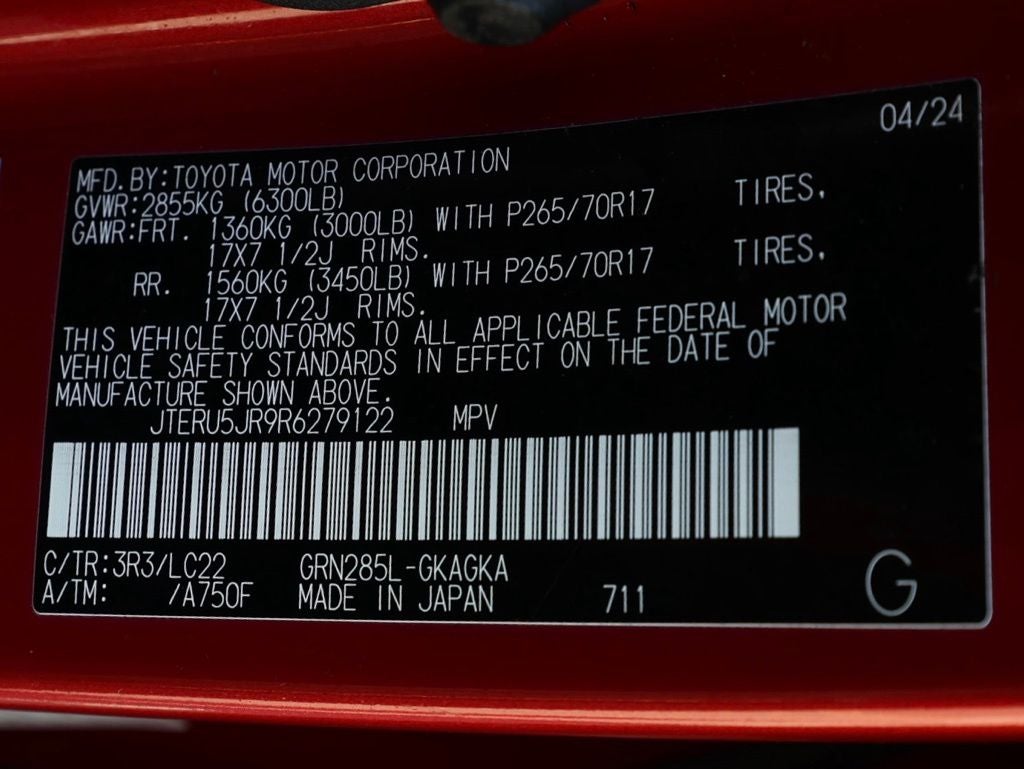 04/24
MFD.BY:TOYOTA MOTOR CORPORATION
GVWR:2855KG (6300LB)
GAWR:FRT. 1360KG (3000LB) WITH P265/70R17 TIRES,
17X7 1/2J RIMS.
RR. 1560KG (3450LB) WITH P265/70R17 TIRES,
17X7 1/2J RIMS.
THIS VEHICLE CONFORMS TO ALL APPLICABLE FEDERAL MOTOR
VEHICLE SAFETY STANDARDS IN EFFECT ON THE DATE OF
MANUFACTURE SHOWN ABOVE.
JTERU5JR9R6279122 MPV
C/TR:3R3/LC22 GRN285L-GKAGKA
A/TM: /A750F MADE IN JAPAN 711 G